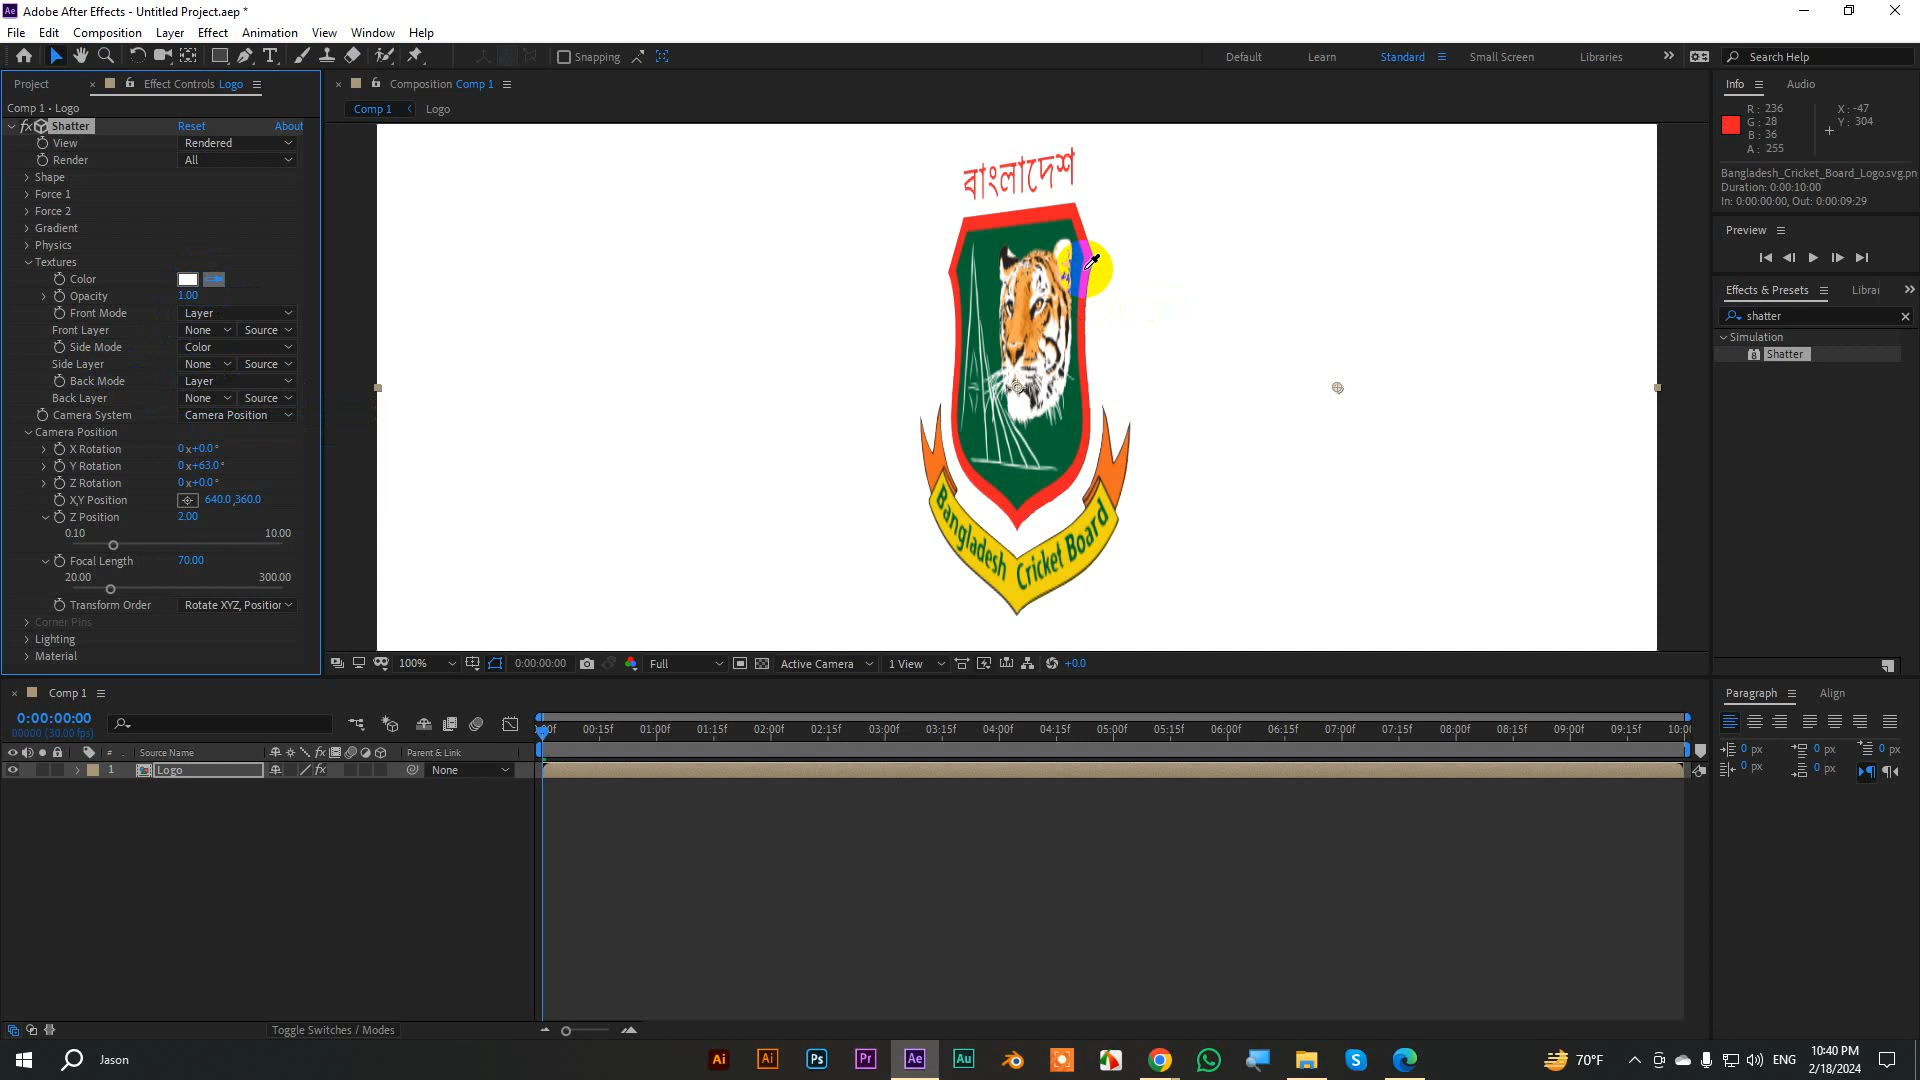 Adobe After Effects - Untitled Project.aep *
File Edit Composition Layer Effect Animation View Window Help
Snapping Default Learn Standard Small Screen Libraries Search Help
Project Effect Controls Logo
Comp 1 • Logo
Shatter Reset About
View Rendered
Render All
Shape
Force 1
Force 2
Gradient
Physics
Textures
Color
Opacity 1.00
Front Mode Layer
Front Layer None Source
Side Mode Color
Side Layer None Source
Back Mode Layer
Back Layer None Source
Camera System Camera Position
Camera Position
X Rotation 0x+0.0°
Y Rotation 0x+63.0°
Z Rotation 0x+0.0°
X,Y Position 640.0,360.0
Z Position 2.00
0.10 10.00
Focal Length 70.00
20.00 300.00
Transform Order Rotate XYZ, Position
Corner Pins
Lighting
Material
Composition Comp 1
Comp 1 Logo
বাংলাদেশ
Bangladesh Cricket Board
100% 0:00:00:00 Full Active Camera 1 View +0.0
Info Audio
R: 236 X: -47
G: 28 Y: 304
B: 36
A: 255
Bangladesh_Cricket_Board_Logo.svg.pn
Duration: 0:00:10:00
In: 0:00:00:00, Out: 0:00:09:29
Preview
Effects & Presets Librar
shatter
Simulation
Shatter
Paragraph Align
0 px 0 px 0 px
0 px 0 px
Comp 1
0:00:00:00
00000 (30.00 fps)
Source Name Parent & Link
1 Logo None
00f 00:15f 01:00f 01:15f 02:00f 02:15f 03:00f 03:15f 04:00f 04:15f 05:00f 05:15f 06:00f 06:15f 07:00f 07:15f 08:00f 08:15f 09:00f 09:15f 10:00
Toggle Switches / Modes
Jason
70°F ENG 10:40 PM
2/18/2024